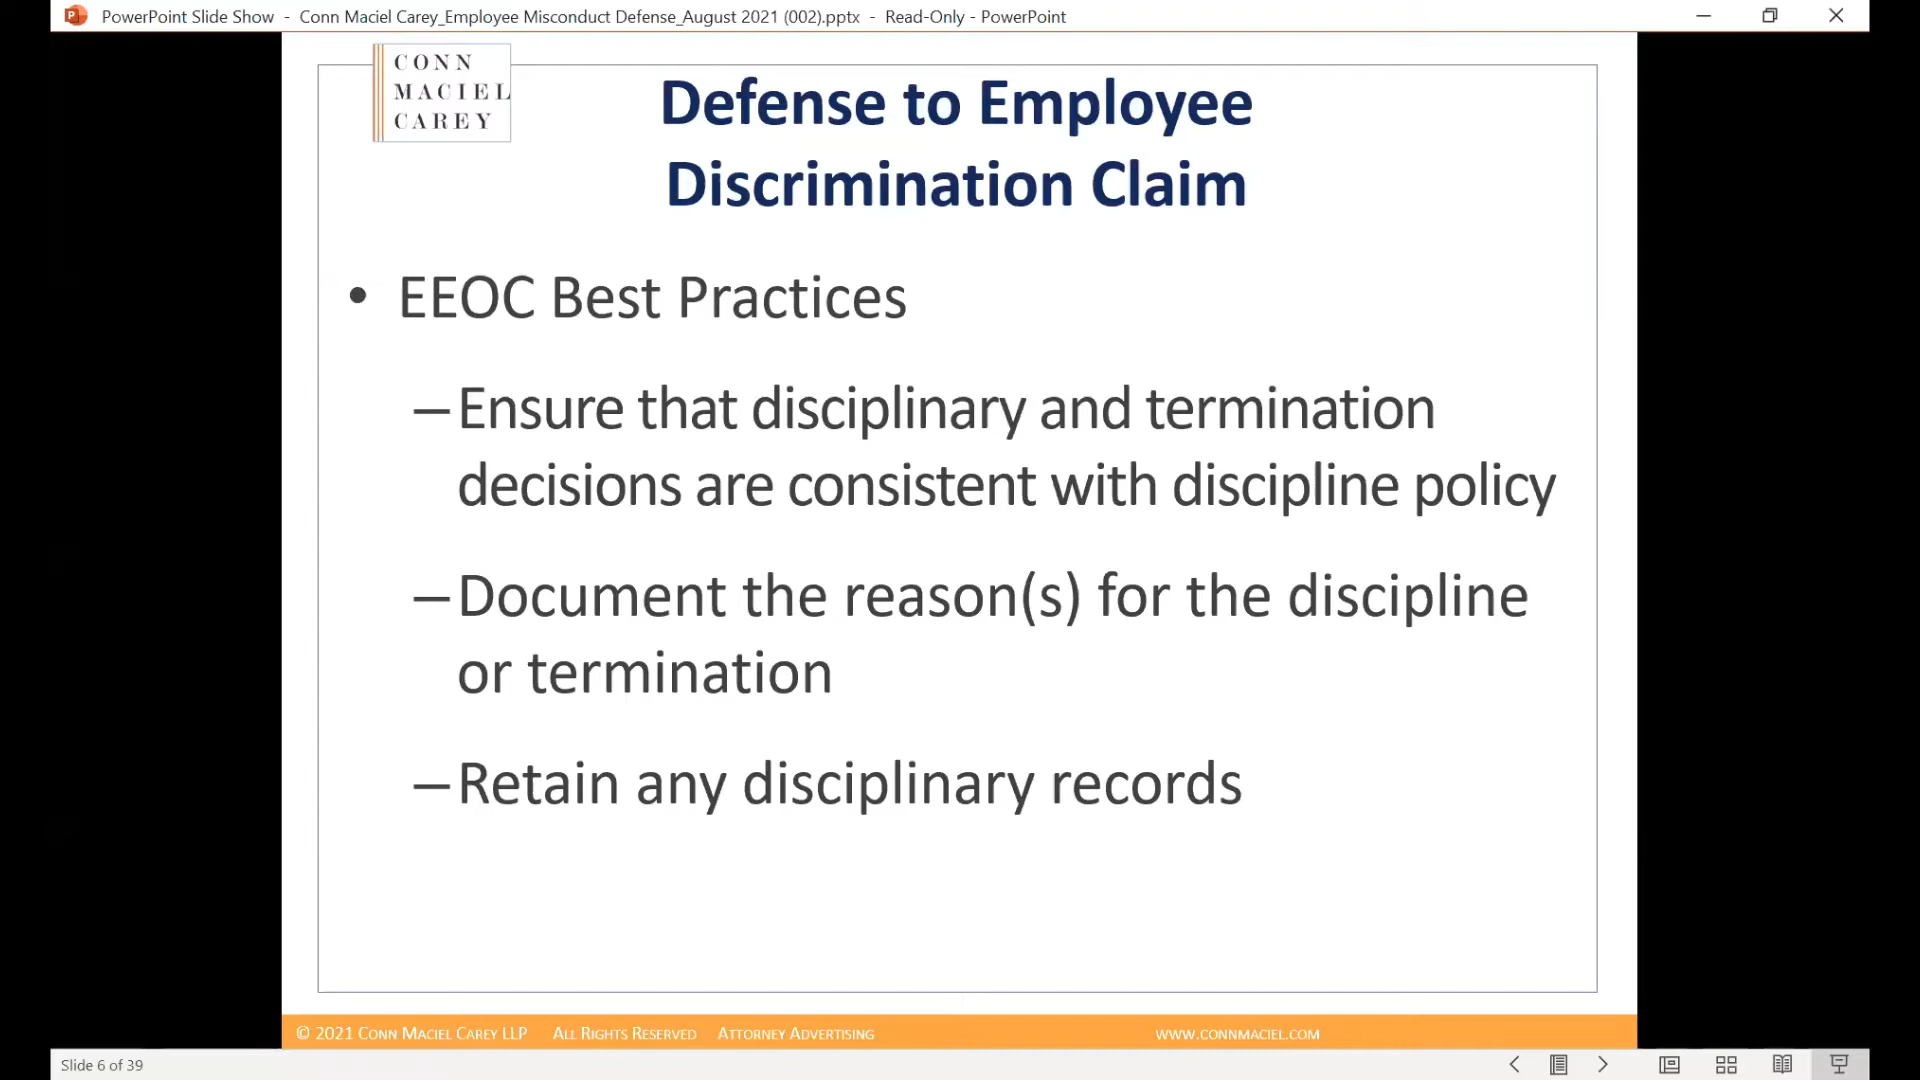 PowerPoint Slide Show - Conn Maciel Carey_Employee Misconduct Defense_August 2021 (002).pptx - Read-Only - PowerPoint
CONN
MACIEL
CAREY
Defense to Employee
Discrimination Claim
• EEOC Best Practices
–Ensure that disciplinary and termination
decisions are consistent with discipline policy
–Document the reason(s) for the discipline
or termination
–Retain any disciplinary records
© 2021 CONN MACIEL CAREY LLP ALL RIGHTS RESERVED ATTORNEY ADVERTISING WWW.CONNMACIEL.COM
Slide 6 of 39